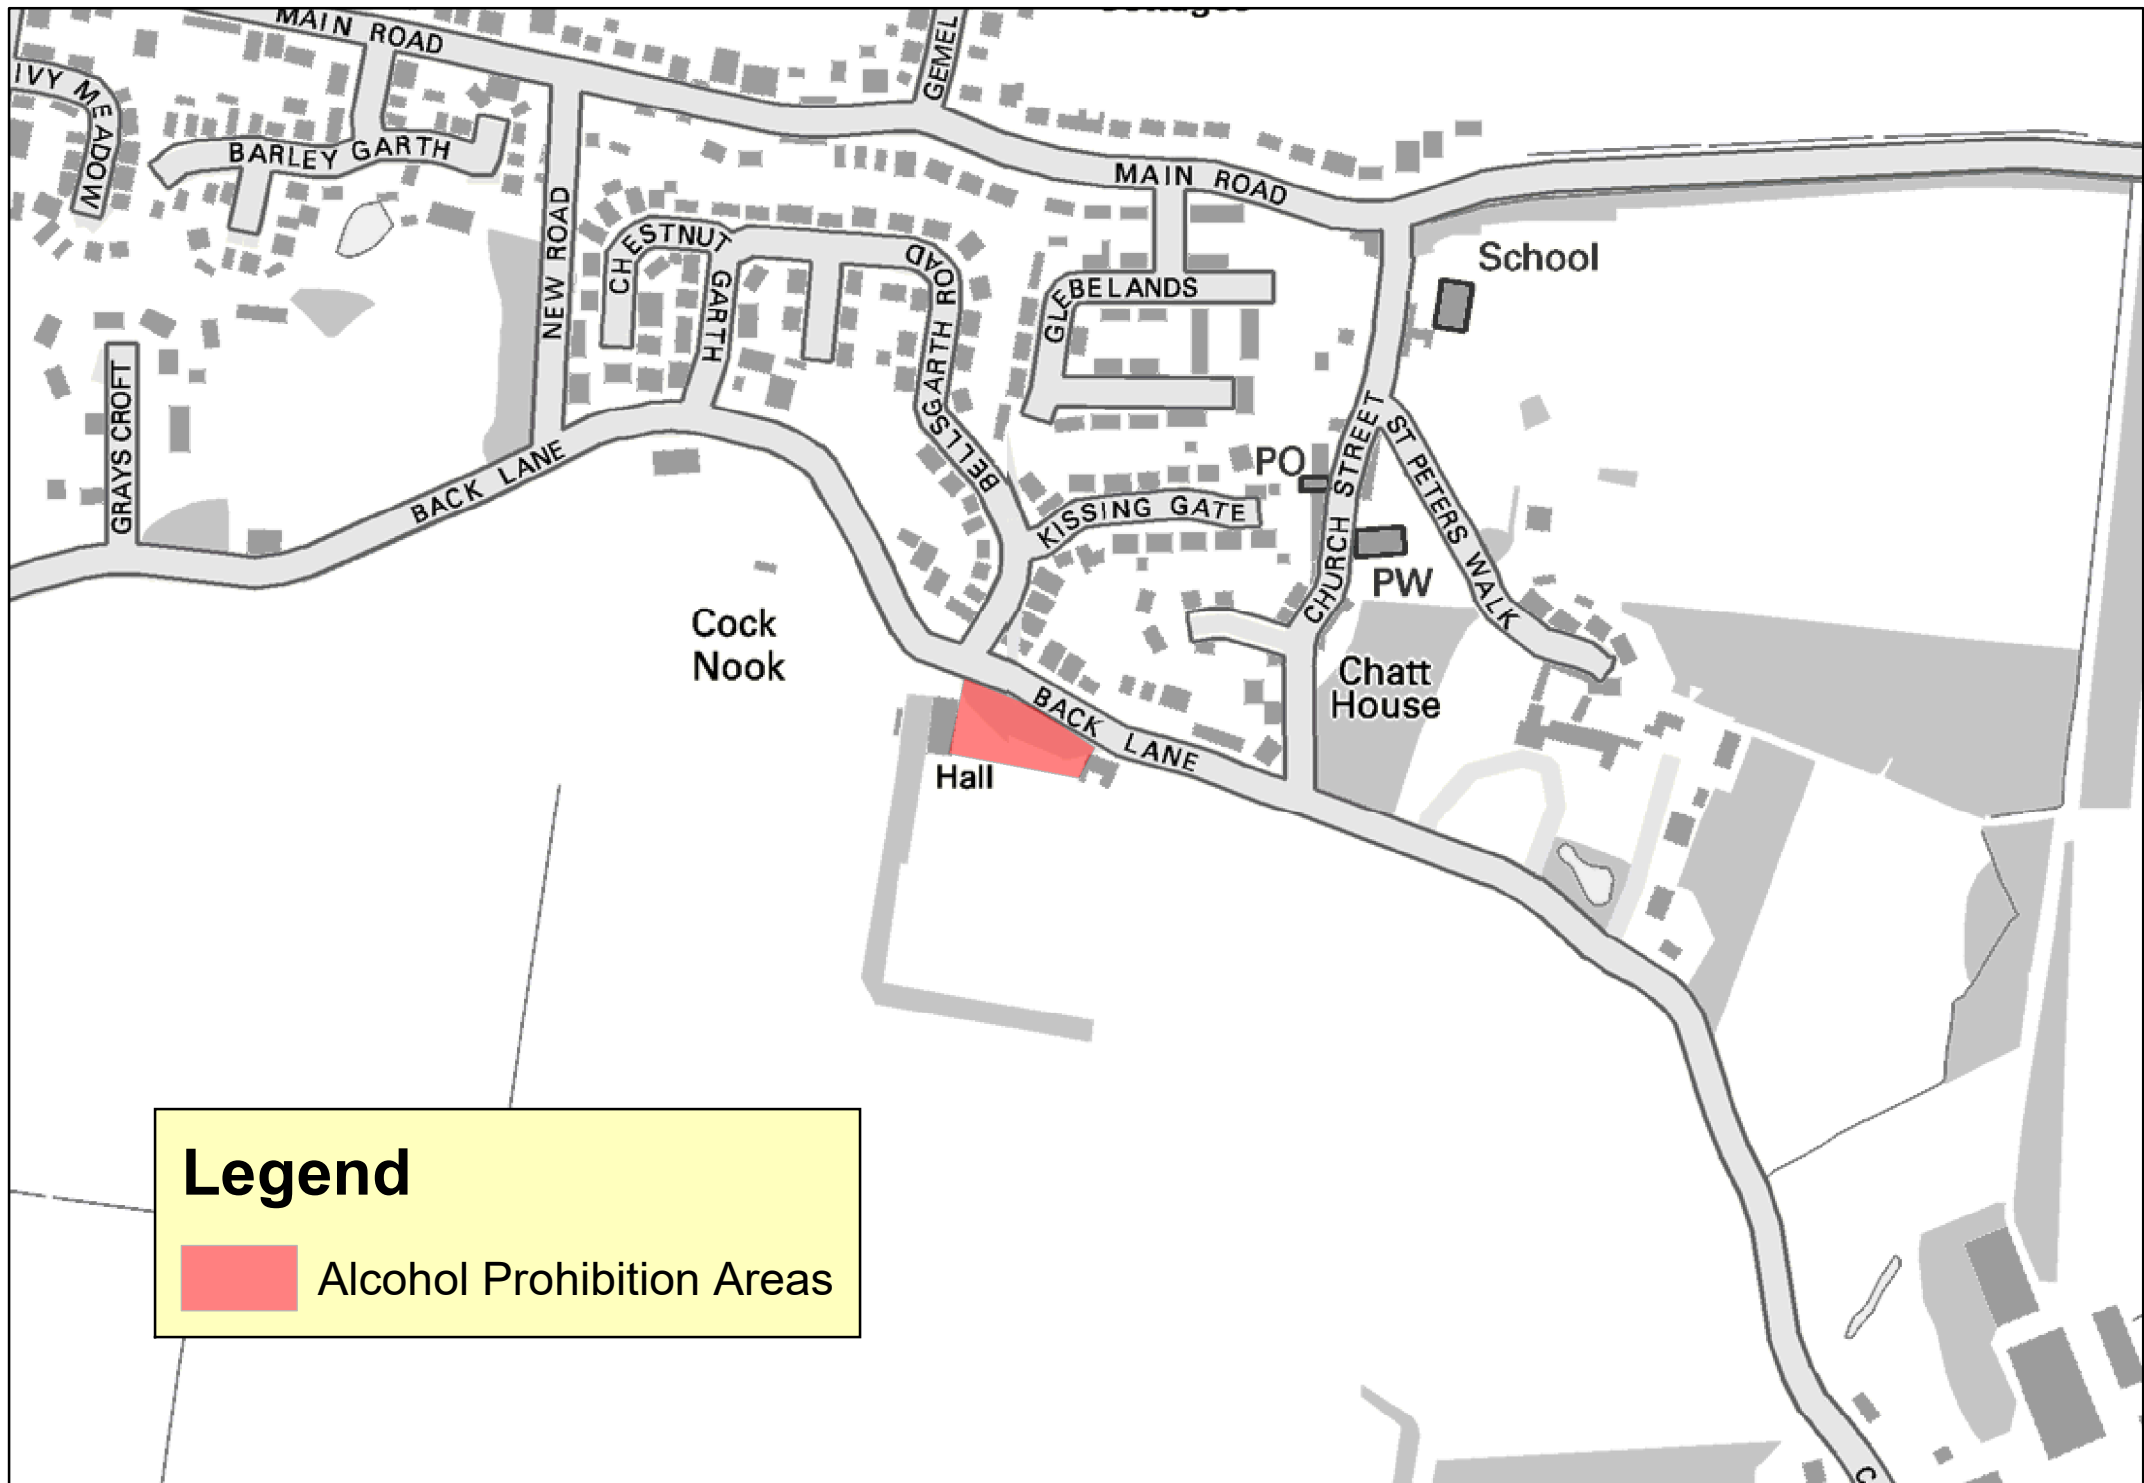 MAIN ROAD
GEMEL
IVY MEADOW
BARLEY GARTH
MAIN ROAD
NEW ROAD
School
CHESTNUT GARTH
BELLSGARTH ROAD
GLEBELANDS
GRAYS CROFT
BACK LANE
PO
CHURCH STREET
ST PETERS WALK
KISSING GATE
PW
Cock
Nook
Chatt
House
BACK LANE
Hall
Legend
Alcohol Prohibition Areas